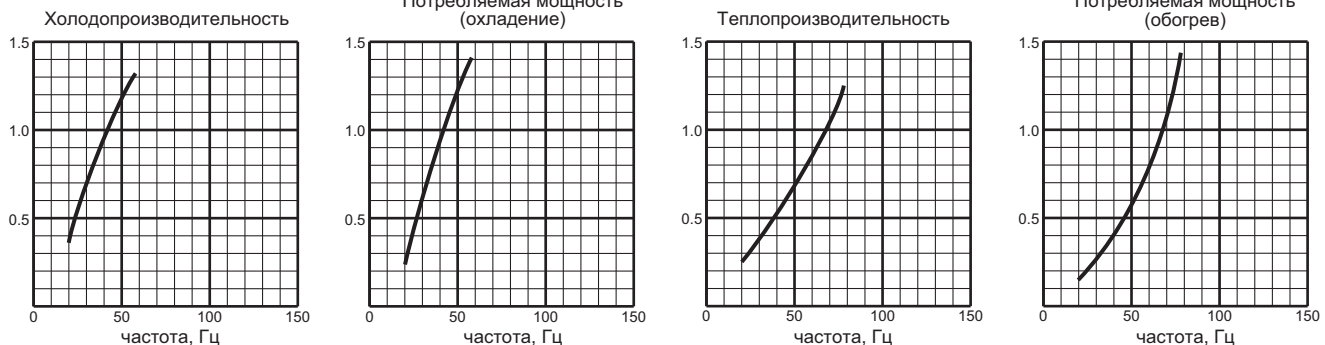 Холодопроизводительность
1.5
1.0
0.5
0 50 100 150
частота, Гц
Потребляемая мощность
(охладение)
1.5
1.0
0.5
0 50 100 150
частота, Гц
Теплопроизводительность
1.5
1.0
0.5
0 50 100 150
частота, Гц
Потребляемая мощность
(обогрев)
1.5
1.0
0.5
0 50 100 150
частота, Гц